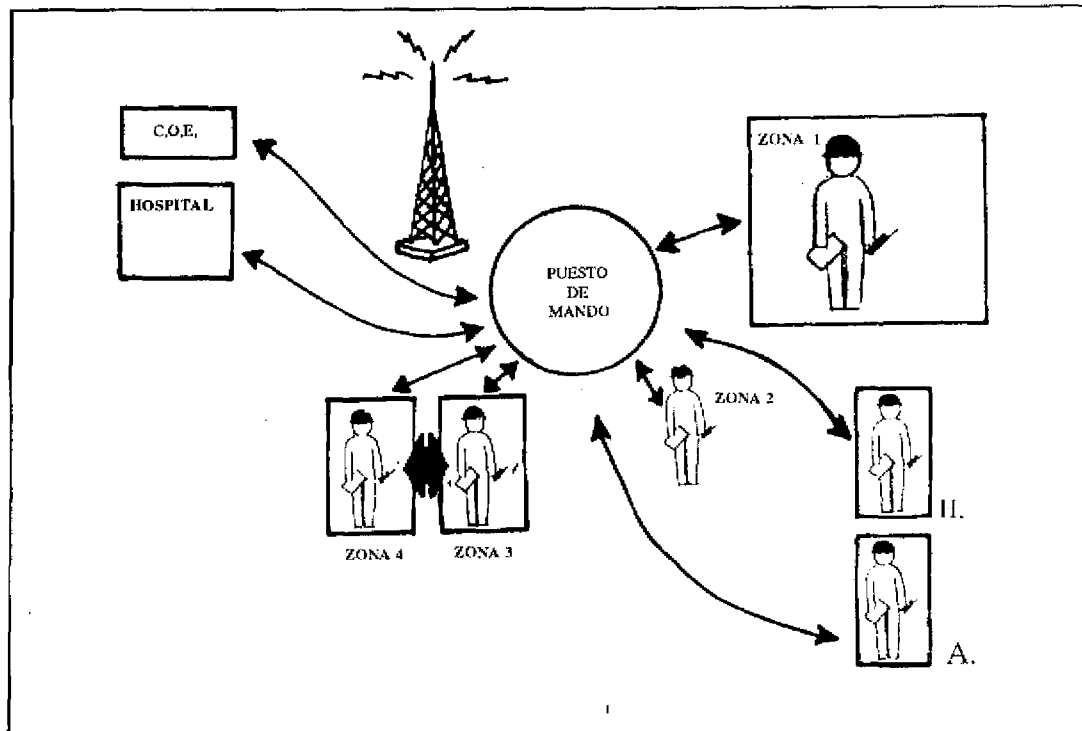 C.O.E.
HOSPITAL
ZONA 1
PUESTO
DE
MANDO
ZONA 2
ZONA 4
ZONA 3
H.
A.